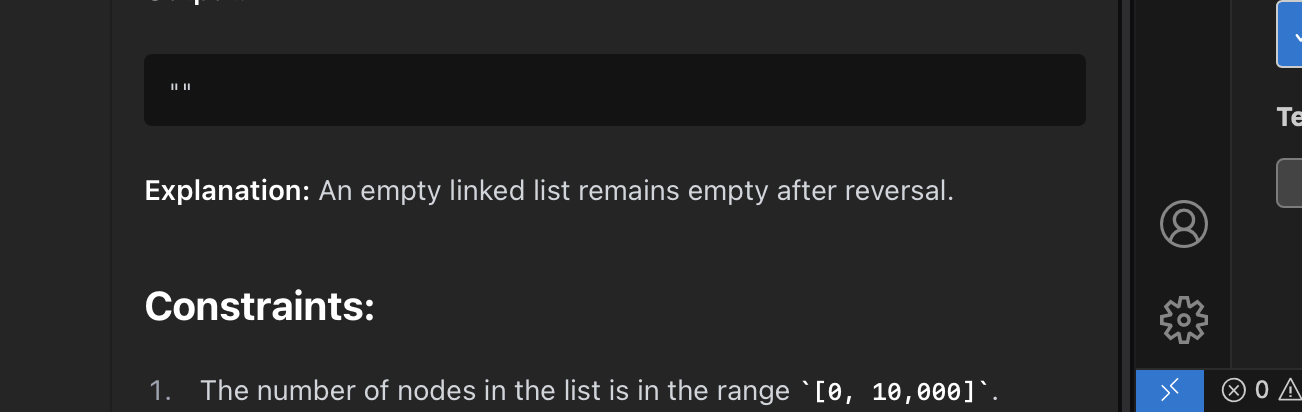 ""
Explanation: An empty linked list remains empty after reversal.
Constraints:
1. The number of nodes in the list is in the range `[0, 10,000]`.
Te
0